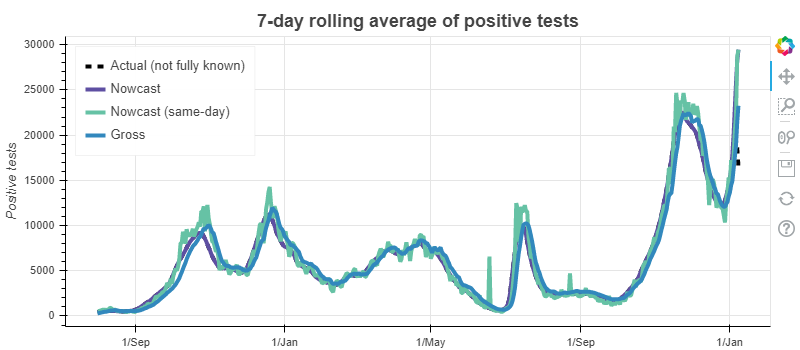 7-day rolling average of positive tests
30000
25000
20000
15000
10000
5000
0
Positive tests
Actual (not fully known)
Nowcast
Nowcast (same-day)
Gross
1/Sep
1/Jan
1/May
1/Sep
1/Jan